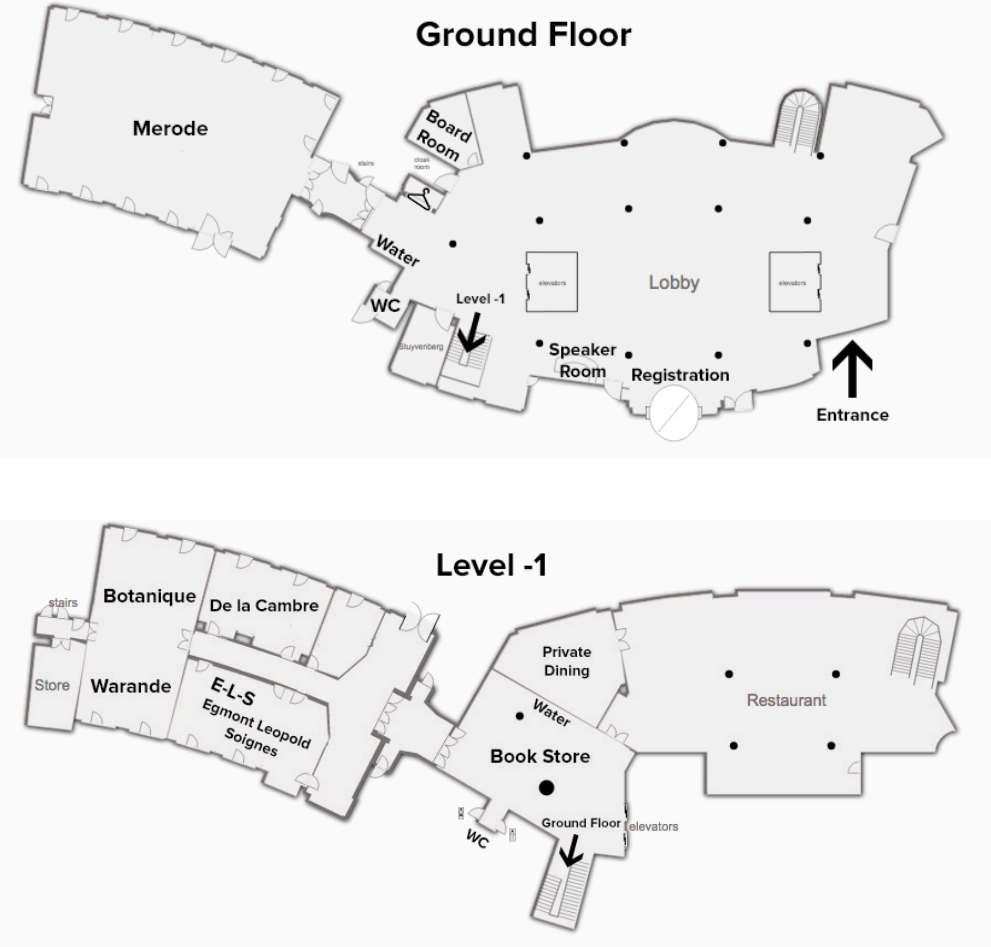 Ground Floor
Merode
Board
Room
cloak
room
stairs
Water
WC
Level -1
Stuyvenberg
elevators
Lobby
elevators
Speaker
Room
Registration
Entrance
Level -1
stairs
Botanique
De la Cambre
Store
Warande
E-L-S
Egmont Leopold
Soignes
Private
Dining
Water
Book Store
Restaurant
Ground Floor
elevators
WC